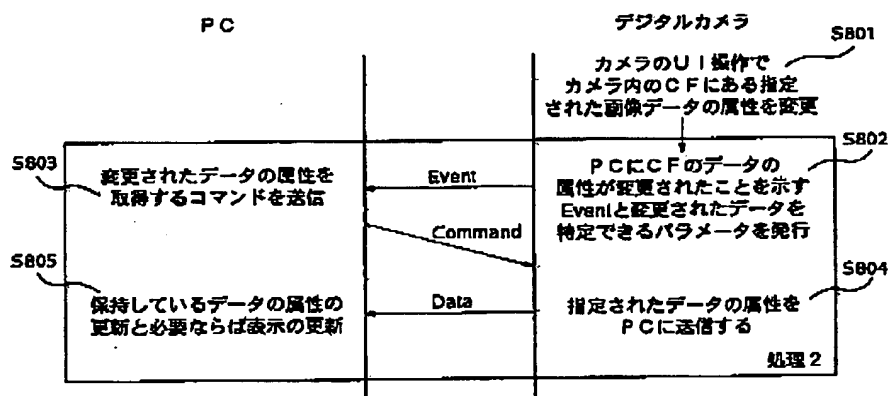 PC
デジタルカメラ
S801
カメラのUI操作で
カメラ内のCFにある指定
された画像データの属性を変更
S802
PCにCFのデータの
属性が変更されたことを示す
Eventと変更されたデータを
特定できるパラメータを発行
Event
S803
変更されたデータの属性を
取得するコマンドを送信
Command
S804
指定されたデータの属性を
PCに送信する
Data
S805
保持しているデータの属性の
更新と必要ならば表示の更新
処理2